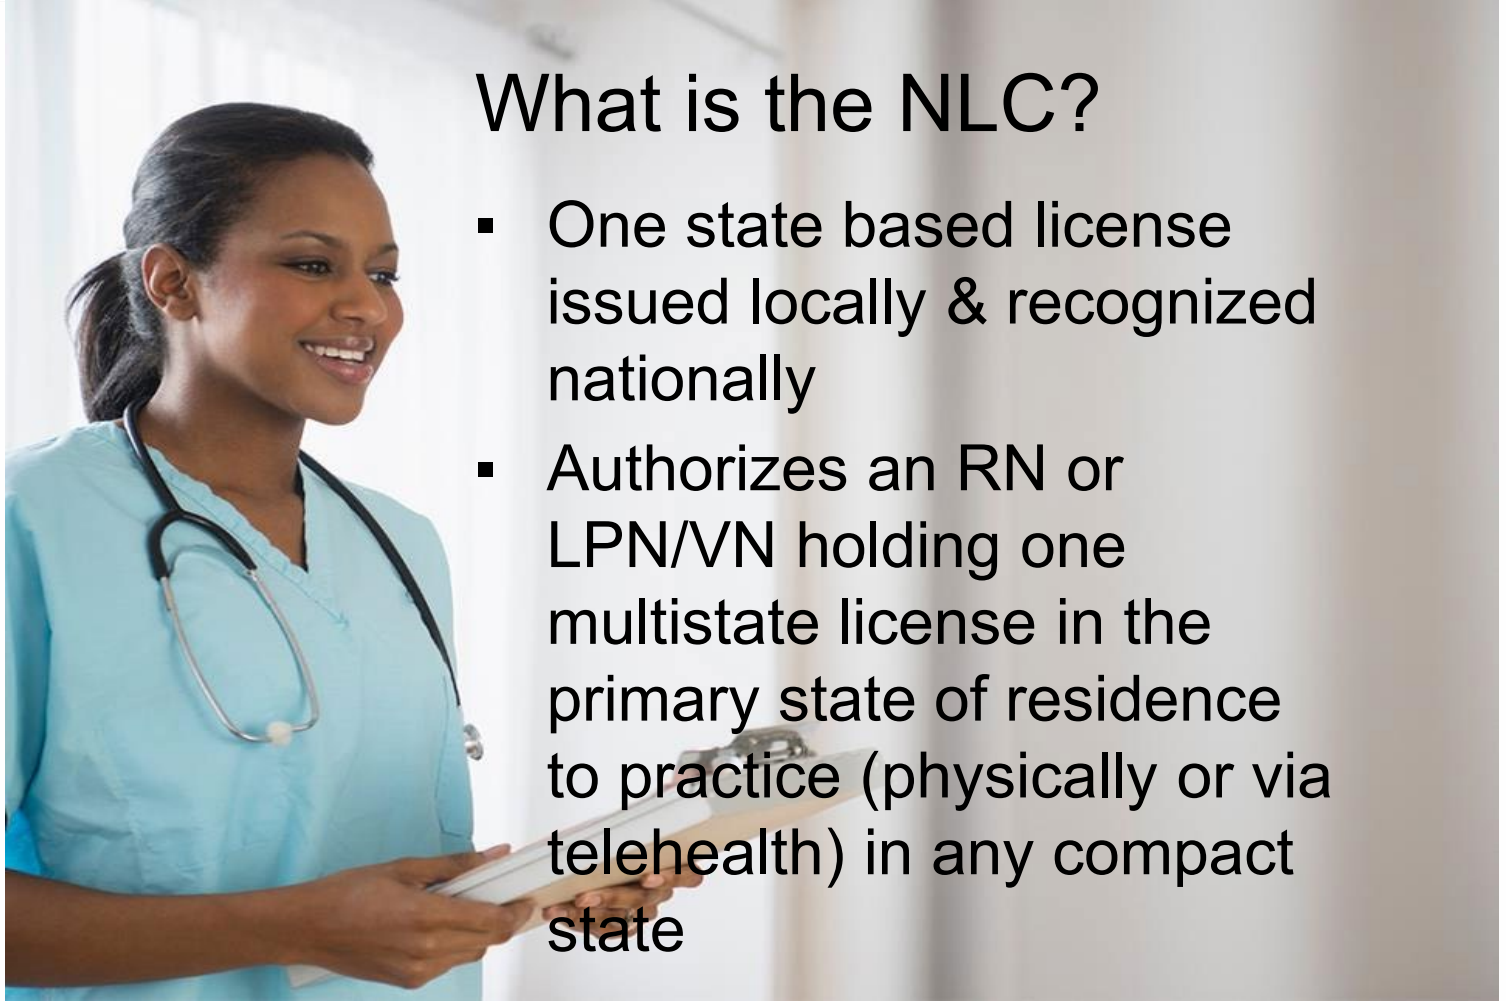 What is the NLC?
▪ One state based license
issued locally & recognized
nationally
▪ Authorizes an RN or
LPN/VN holding one
multistate license in the
primary state of residence
to practice (physically or via
telehealth) in any compact
state